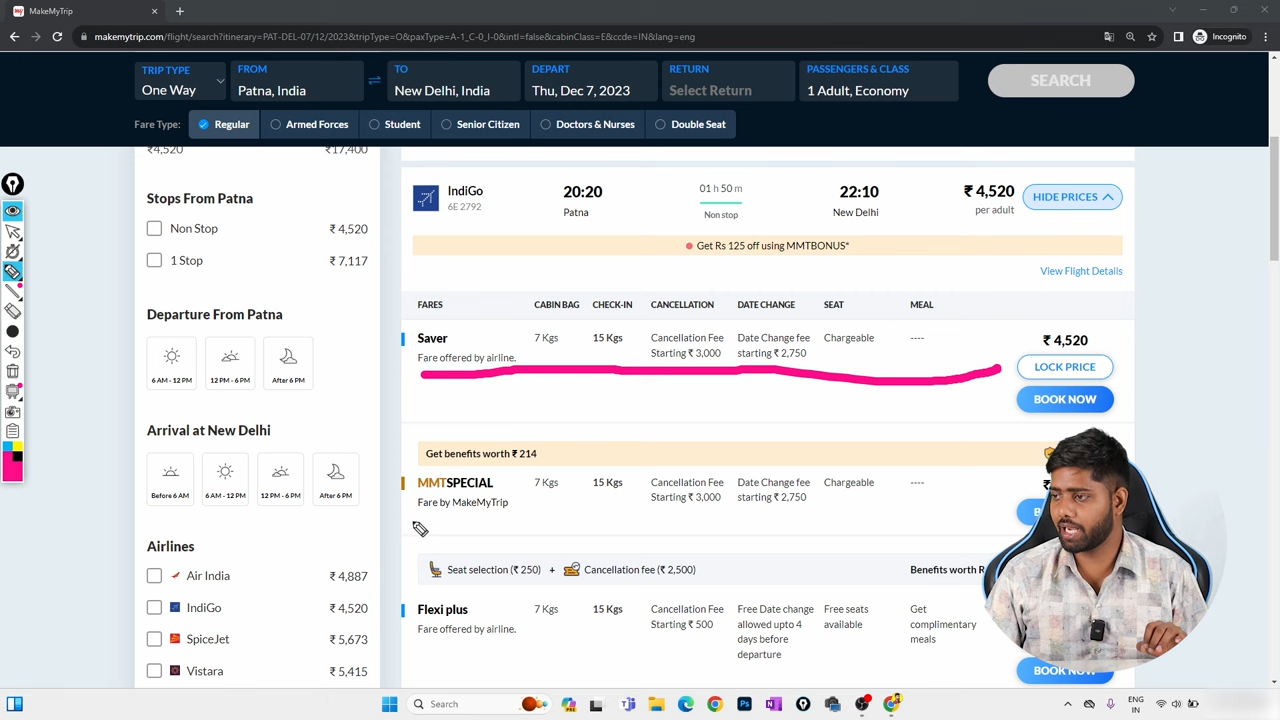 MakeMyTrip
makemytrip.com/flight/search?itinerary=PAT-DEL-07/12/2023&tripType=O&paxType=A-1_C-0_I-0&intl=false&cabinClass=E&ccde=IN&lang=eng
Incognito
TRIP TYPE
One Way
FROM
Patna, India
TO
New Delhi, India
DEPART
Thu, Dec 7, 2023
RETURN
Select Return
PASSENGERS & CLASS
1 Adult, Economy
SEARCH
Fare Type:
Regular
Armed Forces
Student
Senior Citizen
Doctors & Nurses
Double Seat
₹4,520
₹17,400
Stops From Patna
Non Stop
₹ 4,520
1 Stop
₹ 7,117
Departure From Patna
6 AM - 12 PM
12 PM - 6 PM
After 6 PM
Arrival at New Delhi
Before 6 AM
6 AM - 12 PM
12 PM - 6 PM
After 6 PM
Airlines
Air India
₹ 4,887
IndiGo
₹ 4,520
SpiceJet
₹ 5,673
Vistara
₹ 5,415
IndiGo
6E 2792
20:20
Patna
01 h 50 m
Non stop
22:10
New Delhi
₹ 4,520
per adult
HIDE PRICES
Get Rs 125 off using MMTBONUS*
View Flight Details
FARES
CABIN BAG
CHECK-IN
CANCELLATION
DATE CHANGE
SEAT
MEAL
Saver
Fare offered by airline.
7 Kgs
15 Kgs
Cancellation Fee
Starting ₹ 3,000
Date Change fee
starting ₹ 2,750
Chargeable
----
₹ 4,520
LOCK PRICE
BOOK NOW
Get benefits worth ₹ 214
MMTSPECIAL
Fare by MakeMyTrip
7 Kgs
15 Kgs
Cancellation Fee
Starting ₹ 3,000
Date Change fee
starting ₹ 2,750
Chargeable
----
Seat selection (₹ 250) + Cancellation fee (₹ 2,500)
Benefits worth
Flexi plus
Fare offered by airline.
7 Kgs
15 Kgs
Cancellation Fee
Starting ₹ 500
Free Date change
allowed upto 4
days before
departure
Free seats
available
Get
complimentary
meals
BOOK NOW
Search
ENG
IN